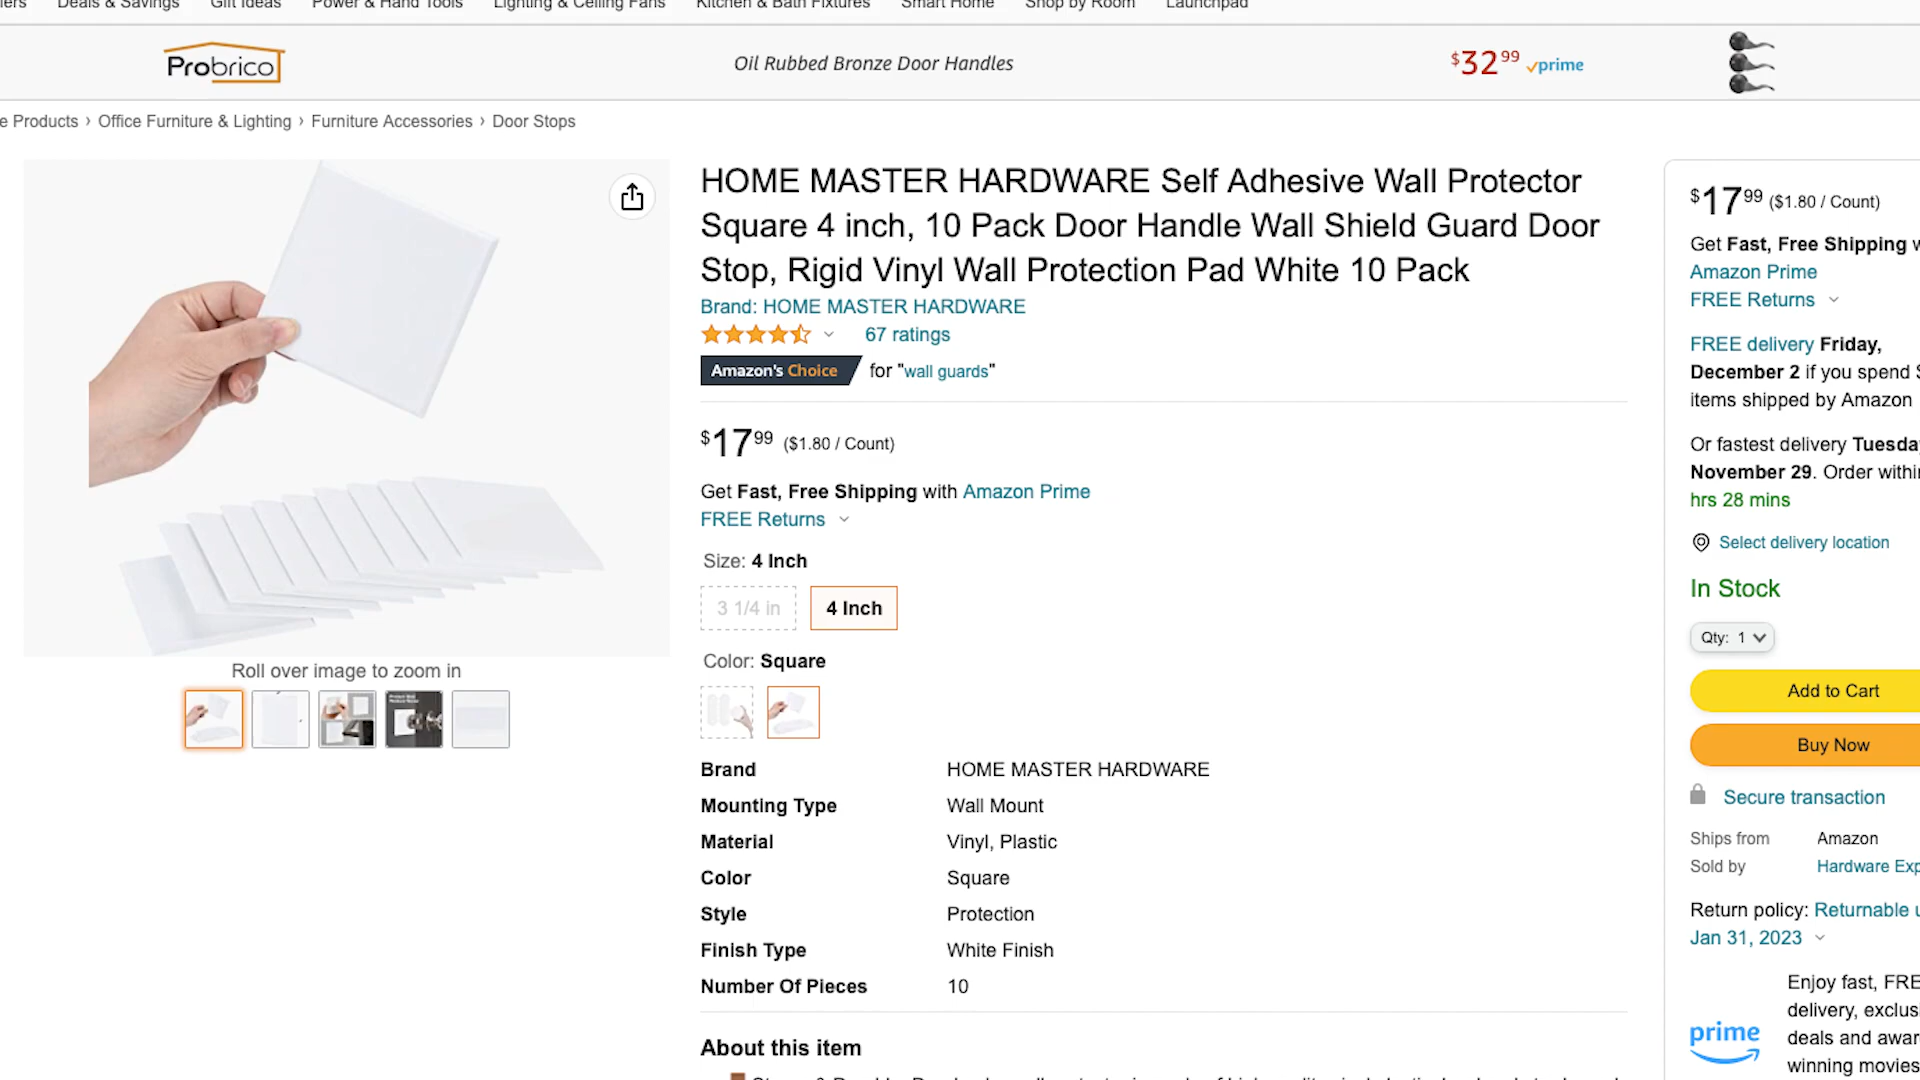 Deals & Savings Gift Ideas Power & Hand Tools Lighting & Ceiling Fans Kitchen & Bath Fixtures Smart Home Shop by Room Launchpad
Probrico
Oil Rubbed Bronze Door Handles
$32.99 prime
e Products › Office Furniture & Lighting › Furniture Accessories › Door Stops
HOME MASTER HARDWARE Self Adhesive Wall Protector
Square 4 inch, 10 Pack Door Handle Wall Shield Guard Door
Stop, Rigid Vinyl Wall Protection Pad White 10 Pack
Brand: HOME MASTER HARDWARE
67 ratings
Amazon's Choice for "wall guards"
$17.99 ($1.80 / Count)
Get Fast, Free Shipping with Amazon Prime
FREE Returns
Size: 4 Inch
3 1/4 in 4 Inch
Color: Square
Roll over image to zoom in
Brand HOME MASTER HARDWARE
Mounting Type Wall Mount
Material Vinyl, Plastic
Color Square
Style Protection
Finish Type White Finish
Number Of Pieces 10
About this item
$17.99 ($1.80 / Count)
Get Fast, Free Shipping w
Amazon Prime
FREE Returns
FREE delivery Friday,
December 2 if you spend $
items shipped by Amazon
Or fastest delivery Tuesda
November 29. Order withi
hrs 28 mins
Select delivery location
In Stock
Qty: 1
Add to Cart
Buy Now
Secure transaction
Ships from Amazon
Sold by Hardware Exp
Return policy: Returnable u
Jan 31, 2023
prime
Enjoy fast, FRE
delivery, exclus
deals and awar
winning movies